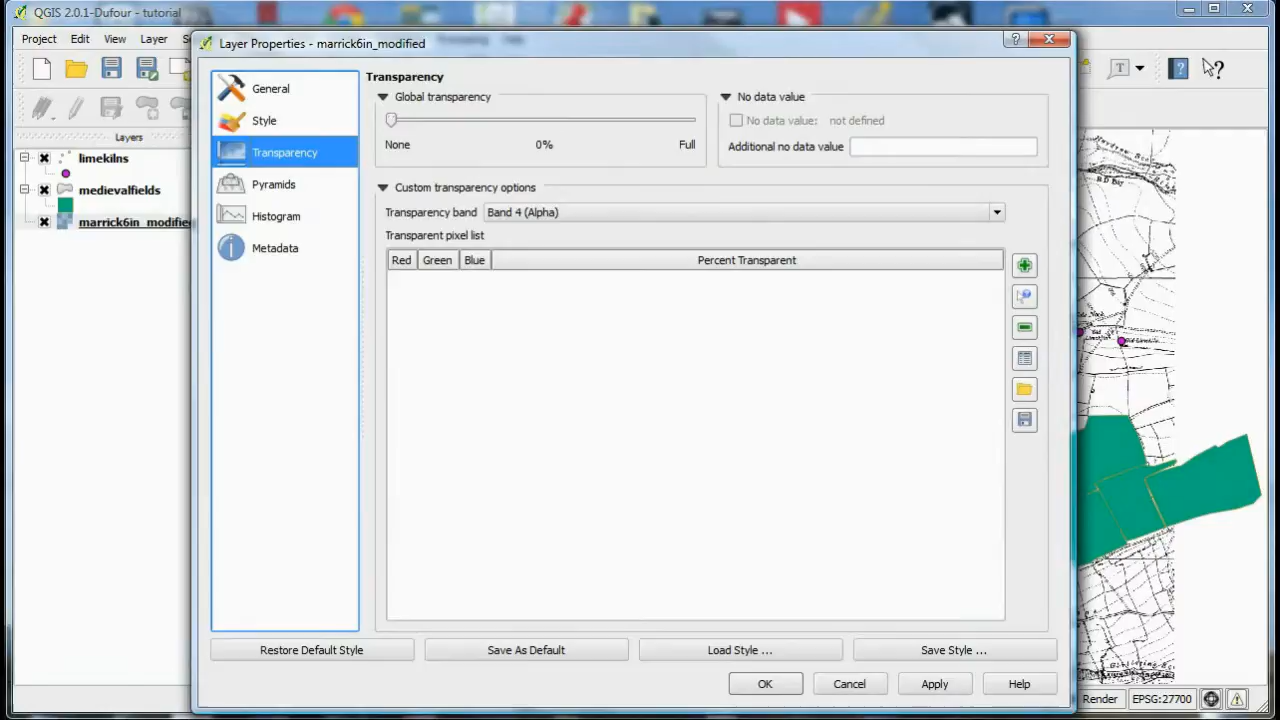 QGIS 2.0.1-Dufour - tutorial
Project Edit View Layer
Layers
limekilns
medievalfields
marrick6in_modified
Layer Properties - marrick6in_modified
General
Style
Transparency
Pyramids
Histogram
Metadata
Transparency
Global transparency
None 0% Full
No data value
No data value: not defined
Additional no data value
Custom transparency options
Transparency band Band 4 (Alpha)
Transparent pixel list
Red Green Blue Percent Transparent
Restore Default Style Save As Default Load Style ... Save Style ...
OK Cancel Apply Help
Render EPSG:27700